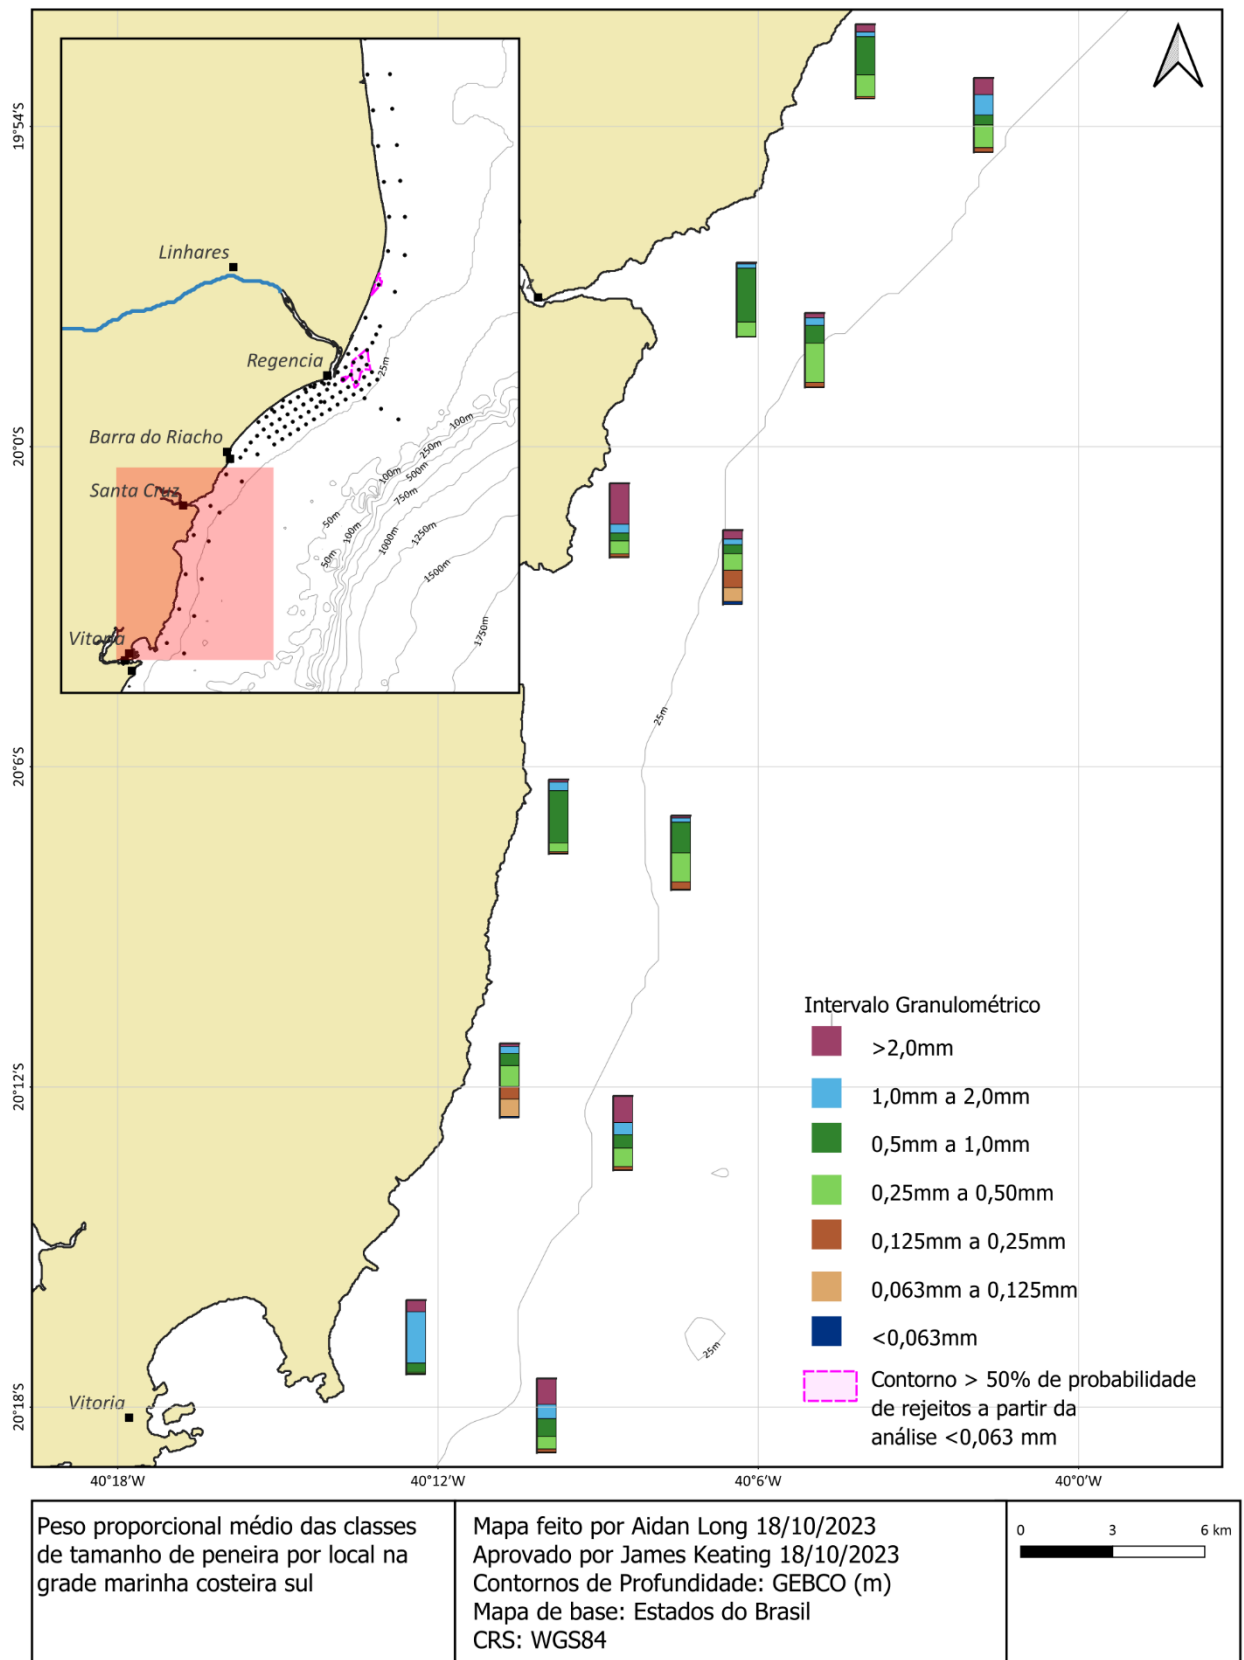 19°54'S
20°0'S
20°6'S
20°12'S
20°18'S
Linhares
Regencia
Barra do Riacho
Santa Cruz
Vitoria
25m
100m
250m
500m
100m
750m
50m
100m
1000m
1250m
50m
1500m
1750m
25m
25m
Vitoria
Intervalo Granulométrico
>2,0mm
1,0mm a 2,0mm
0,5mm a 1,0mm
0,25mm a 0,50mm
0,125mm a 0,25mm
0,063mm a 0,125mm
<0,063mm
Contorno > 50% de probabilidade
de rejeitos a partir da
análise <0,063 mm
40°18'W
40°12'W
40°6'W
40°0'W
Peso proporcional médio das classes
de tamanho de peneira por local na
grade marinha costeira sul
Mapa feito por Aidan Long 18/10/2023
Aprovado por James Keating 18/10/2023
Contornos de Profundidade: GEBCO (m)
Mapa de base: Estados do Brasil
CRS: WGS84
0 3 6 km